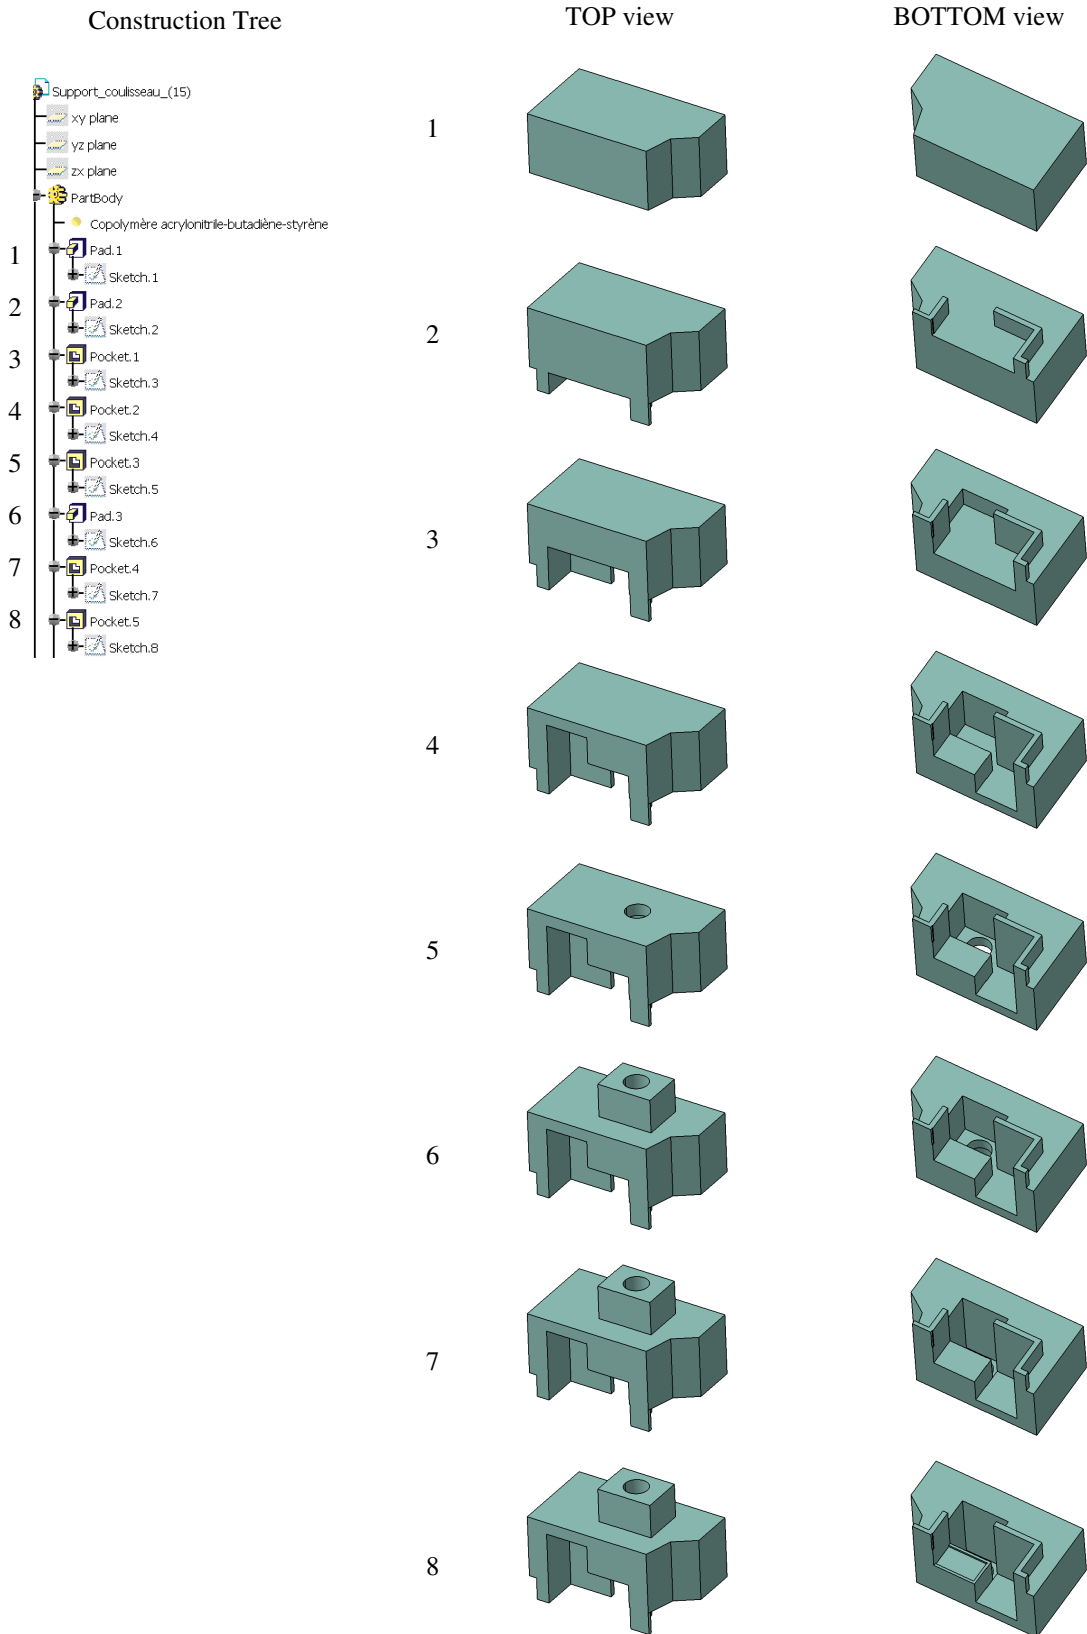 Construction Tree
TOP view
BOTTOM view
Support_coulisseau_(15)
xy plane
yz plane
zx plane
PartBody
Copolymère acrylonitrile-butadiène-styrène
1 Pad.1
Sketch.1
2 Pad.2
Sketch.2
3 Pocket.1
Sketch.3
4 Pocket.2
Sketch.4
5 Pocket.3
Sketch.5
6 Pad.3
Sketch.6
7 Pocket.4
Sketch.7
8 Pocket.5
Sketch.8
1
2
3
4
5
6
7
8